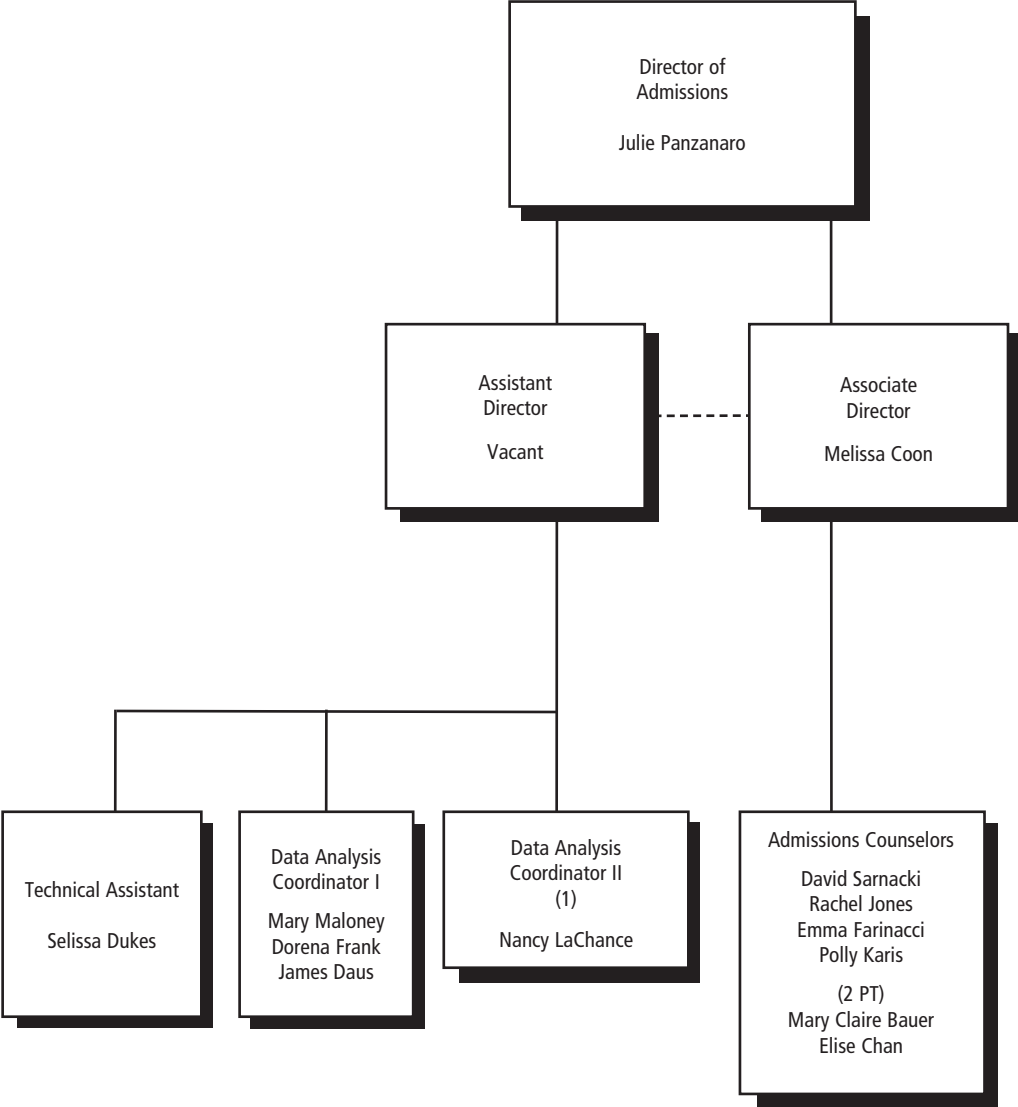 Director of
Admissions
Julie Panzanaro
Assistant
Director
Vacant
Associate
Director
Melissa Coon
Technical Assistant
Selissa Dukes
Data Analysis
Coordinator I
Mary Maloney
Dorena Frank
James Daus
Data Analysis
Coordinator II
(1)
Nancy LaChance
Admissions Counselors
David Sarnacki
Rachel Jones
Emma Farinacci
Polly Karis
(2 PT)
Mary Claire Bauer
Elise Chan